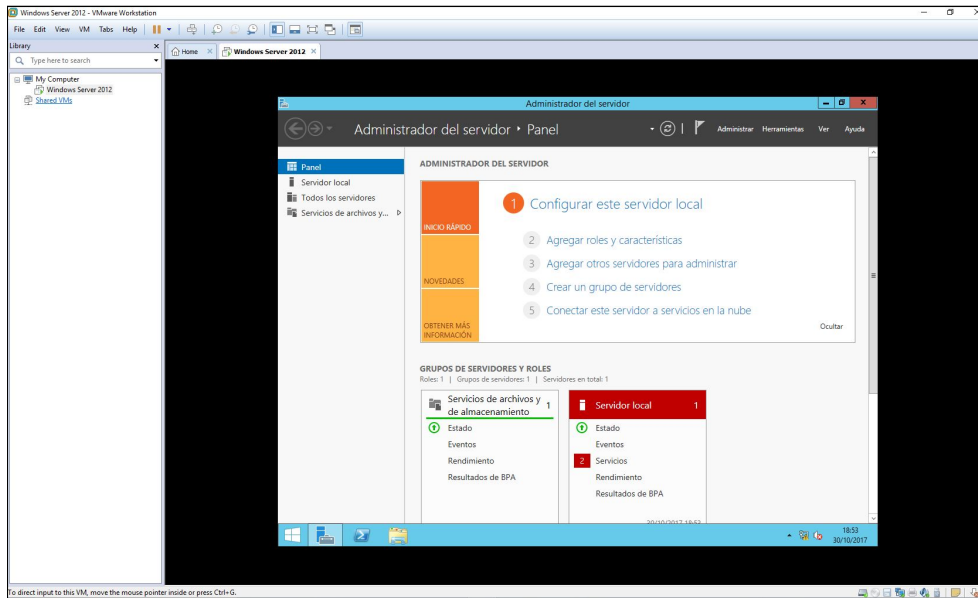 Windows Server 2012 - VMware Workstation
File Edit View VM Tabs Help
Library
Type here to search
Home
Windows Server 2012
My Computer
Windows Server 2012
Shared VMs
Administrador del servidor
Administrador del servidor ‣ Panel
Administrar Herramientas Ver Ayuda
Panel
Servidor local
Todos los servidores
Servicios de archivos y...
ADMINISTRADOR DEL SERVIDOR
INICIO RÁPIDO
NOVEDADES
OBTENER MÁS
INFORMACIÓN
1 Configurar este servidor local
2 Agregar roles y características
3 Agregar otros servidores para administrar
4 Crear un grupo de servidores
5 Conectar este servidor a servicios en la nube
Ocultar
GRUPOS DE SERVIDORES Y ROLES
Roles: 1 | Grupos de servidores: 1 | Servidores en total: 1
Servicios de archivos y
de almacenamiento
1
Estado
Eventos
Rendimiento
Resultados de BPA
Servidor local 1
Estado
Eventos
2 Servicios
Rendimiento
Resultados de BPA
30/10/2017 18:53
18:53
30/10/2017
To direct input to this VM, move the mouse pointer inside or press Ctrl+G.